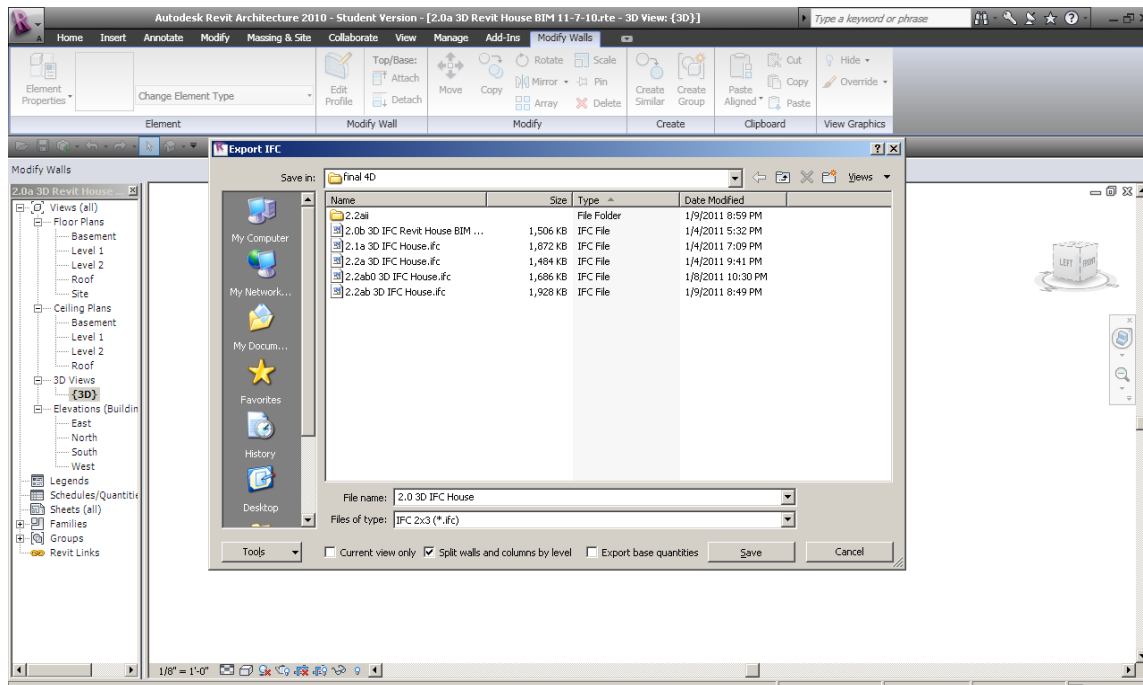 Autodesk Revit Architecture 2010 - Student Version - [2.0a 3D Revit House BIM 11-7-10.rte - 3D View: {3D}]
Type a keyword or phrase
Home Insert Annotate Modify Massing & Site Collaborate View Manage Add-Ins Modify Walls
Element Properties
Change Element Type
Edit Profile
Top/Base:
Attach
Detach
Move
Copy
Rotate
Scale
Mirror
Pin
Array
Delete
Create Similar
Create Group
Paste Aligned
Cut
Copy
Paste
Hide
Override
Element
Modify Wall
Modify
Create
Clipboard
View Graphics
Modify Walls
2.0a 3D Revit House ...
Views (all)
Floor Plans
Basement
Level 1
Level 2
Roof
Site
Ceiling Plans
Basement
Level 1
Level 2
Roof
3D Views
{3D}
Elevations (Buildin
East
North
South
West
Legends
Schedules/Quantitie
Sheets (all)
Families
Groups
Revit Links
Export IFC
Save in: final 4D
Views
My Computer
My Network...
My Docum...
Favorites
History
Desktop
Name Size Type Date Modified
2.2aii File Folder 1/9/2011 8:59 PM
2.0b 3D IFC Revit House BIM ... 1,506 KB IFC File 1/4/2011 5:32 PM
2.1a 3D IFC House.ifc 1,872 KB IFC File 1/4/2011 7:09 PM
2.2a 3D IFC House.ifc 1,484 KB IFC File 1/4/2011 9:41 PM
2.2ab0 3D IFC House.ifc 1,686 KB IFC File 1/8/2011 10:30 PM
2.2ab 3D IFC House.ifc 1,928 KB IFC File 1/9/2011 8:49 PM
File name: 2.0 3D IFC House
Files of type: IFC 2x3 (*.ifc)
Tools
Current view only
Split walls and columns by level
Export base quantities
Save
Cancel
LEFT
FRONT
1/8" = 1'-0"